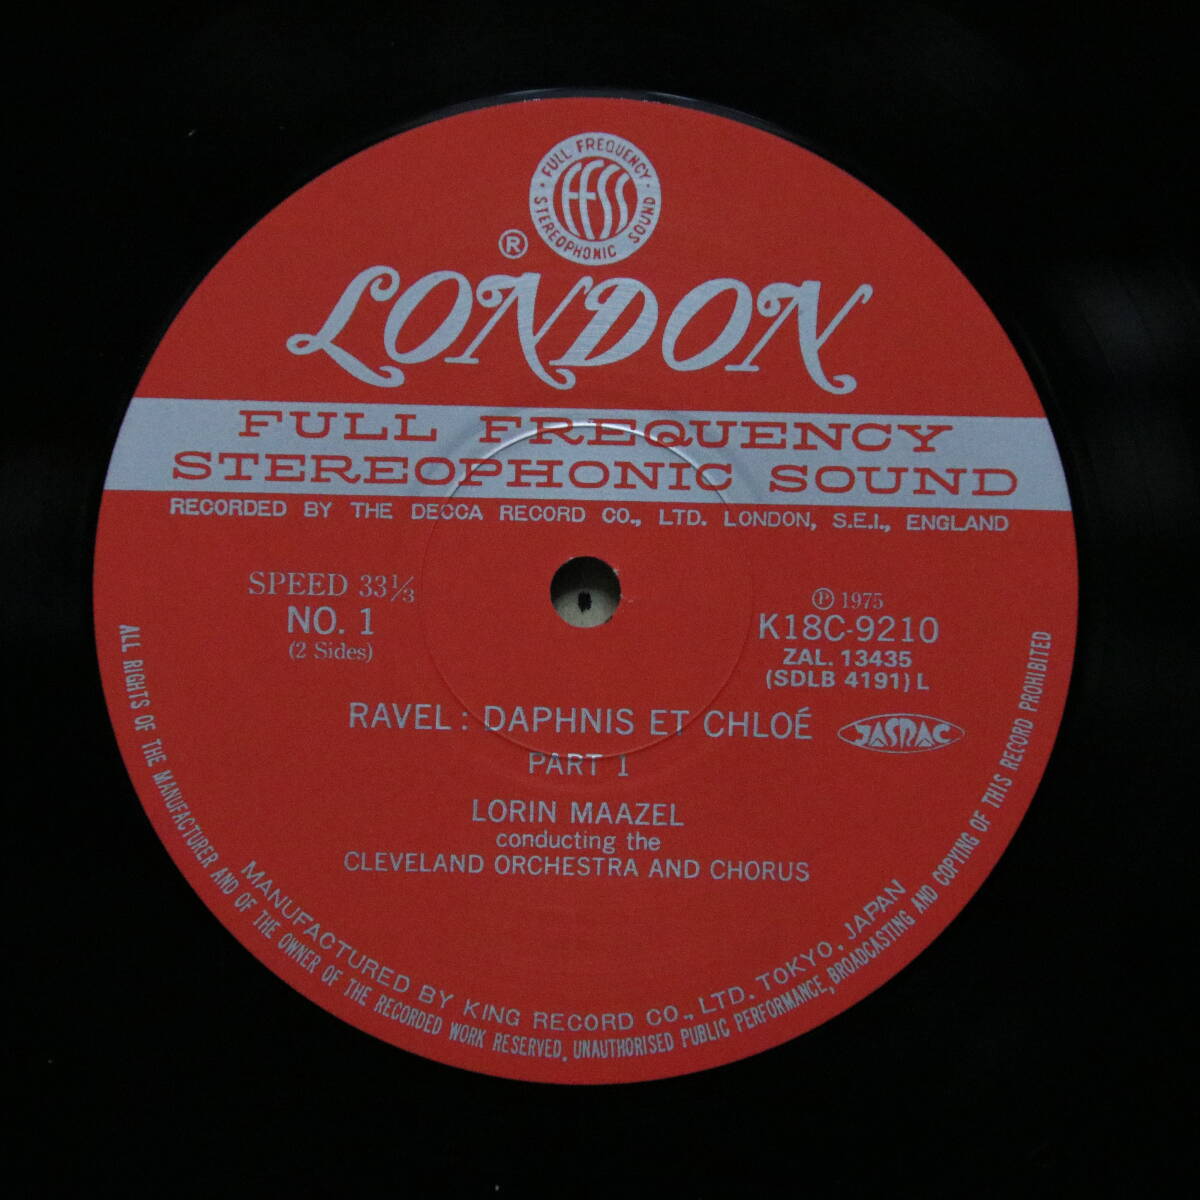 FULL FREQUENCY
FFSS
STEREOPHONIC SOUND
®
LONDON
FULL FREQUENCY
STEREOPHONIC SOUND
RECORDED BY THE DECCA RECORD CO., LTD. LONDON, S.E.I., ENGLAND
SPEED 33⅓
NO. 1
(2 Sides)
℗ 1975
K18C-9210
ZAL. 13435
(SDLB 4191) L
RAVEL : DAPHNIS ET CHLOÉ
JASRAC
PART 1
LORIN MAAZEL
conducting the
CLEVELAND ORCHESTRA AND CHORUS
MANUFACTURED BY KING RECORD CO., LTD. TOKYO, JAPAN
ALL RIGHTS OF THE MANUFACTURER AND OF THE OWNER OF THE RECORDED WORK RESERVED. UNAUTHORISED PUBLIC PERFORMANCE, BROADCASTING AND COPYING OF THIS RECORD PROHIBITED